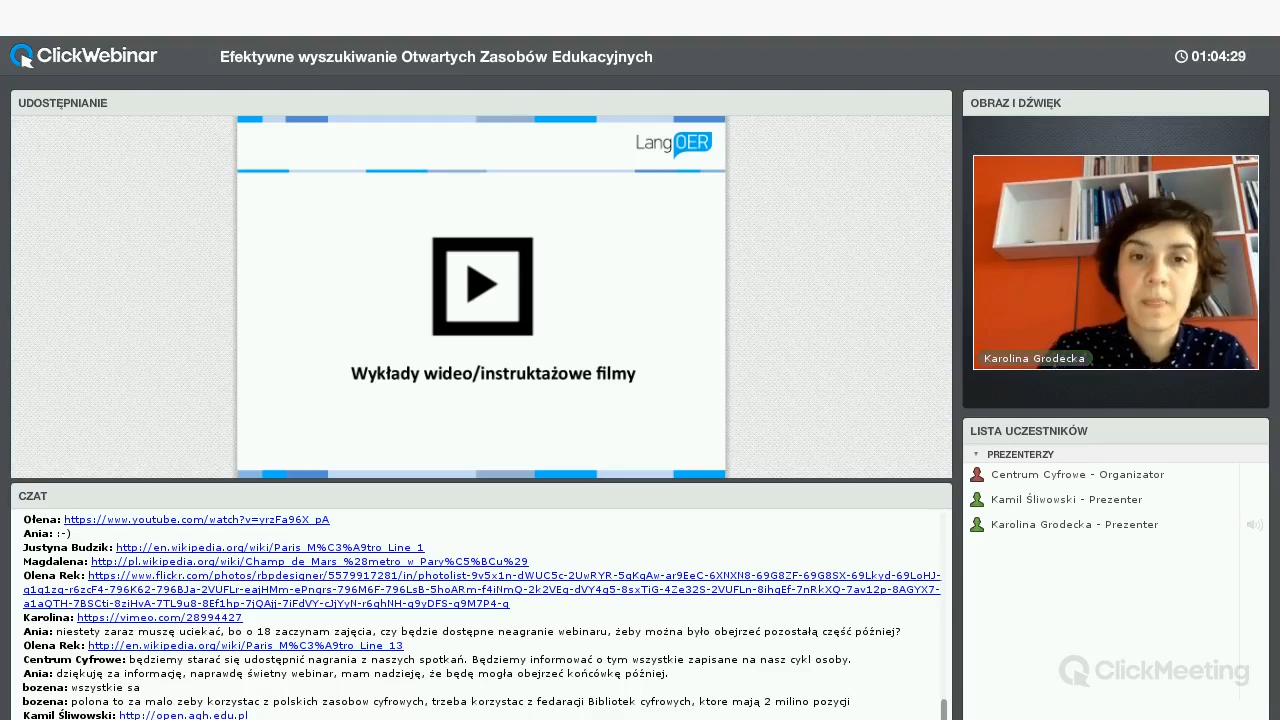 ClickWebinar
Efektywne wyszukiwanie Otwartych Zasobów Edukacyjnych
01:04:29
UDOSTĘPNIANIE
LangOER
Wykłady wideo/instruktażowe filmy
OBRAZ I DŹWIĘK
Karolina Grodecka
LISTA UCZESTNIKÓW
PREZENTERZY
Centrum Cyfrowe - Organizator
Kamil Śliwowski - Prezenter
Karolina Grodecka - Prezenter
ClickMeeting
CZAT
Olena: https://www.youtube.com/watch?v=yrzFa96X_pA
Ania: :-)
Justyna Budzik: http://en.wikipedia.org/wiki/Paris_M%C3%A9tro_Line_1
Magdalena: http://pl.wikipedia.org/wiki/Champ_de_Mars_%28metro_w_Pary%C5%BCu%29
Olena Rek:
Karolina: https://vimeo.com/28994427
Ania: niestety zaraz muszę uciekać, bo o 18 zaczynam zajęcia, czy będzie dostępne neagranie webinaru, żeby można było obejrzeć pozostałą część później?
Olena Rek: http://en.wikipedia.org/wiki/Paris_M%C3%A9tro_Line_13
Centrum Cyfrowe: będziemy starać się udostępnić nagrania z naszych spotkań. Będziemy informować o tym wszystkie zapisane na nasz cykl osoby.
Ania: dziękuję za informację, naprawdę świetny webinar, mam nadzieję, że będę mogła obejrzeć końcówkę później.
bozena: wszystkie sa
bozena: polona to za malo zeby korzystac z polskich zasobow cyfrowych, trzeba korzystac z fedaracji Bibliotek cyfrowych, ktore mają 2 milino pozycji
Kamil Śliwowski: http://open.agh.edu.pl